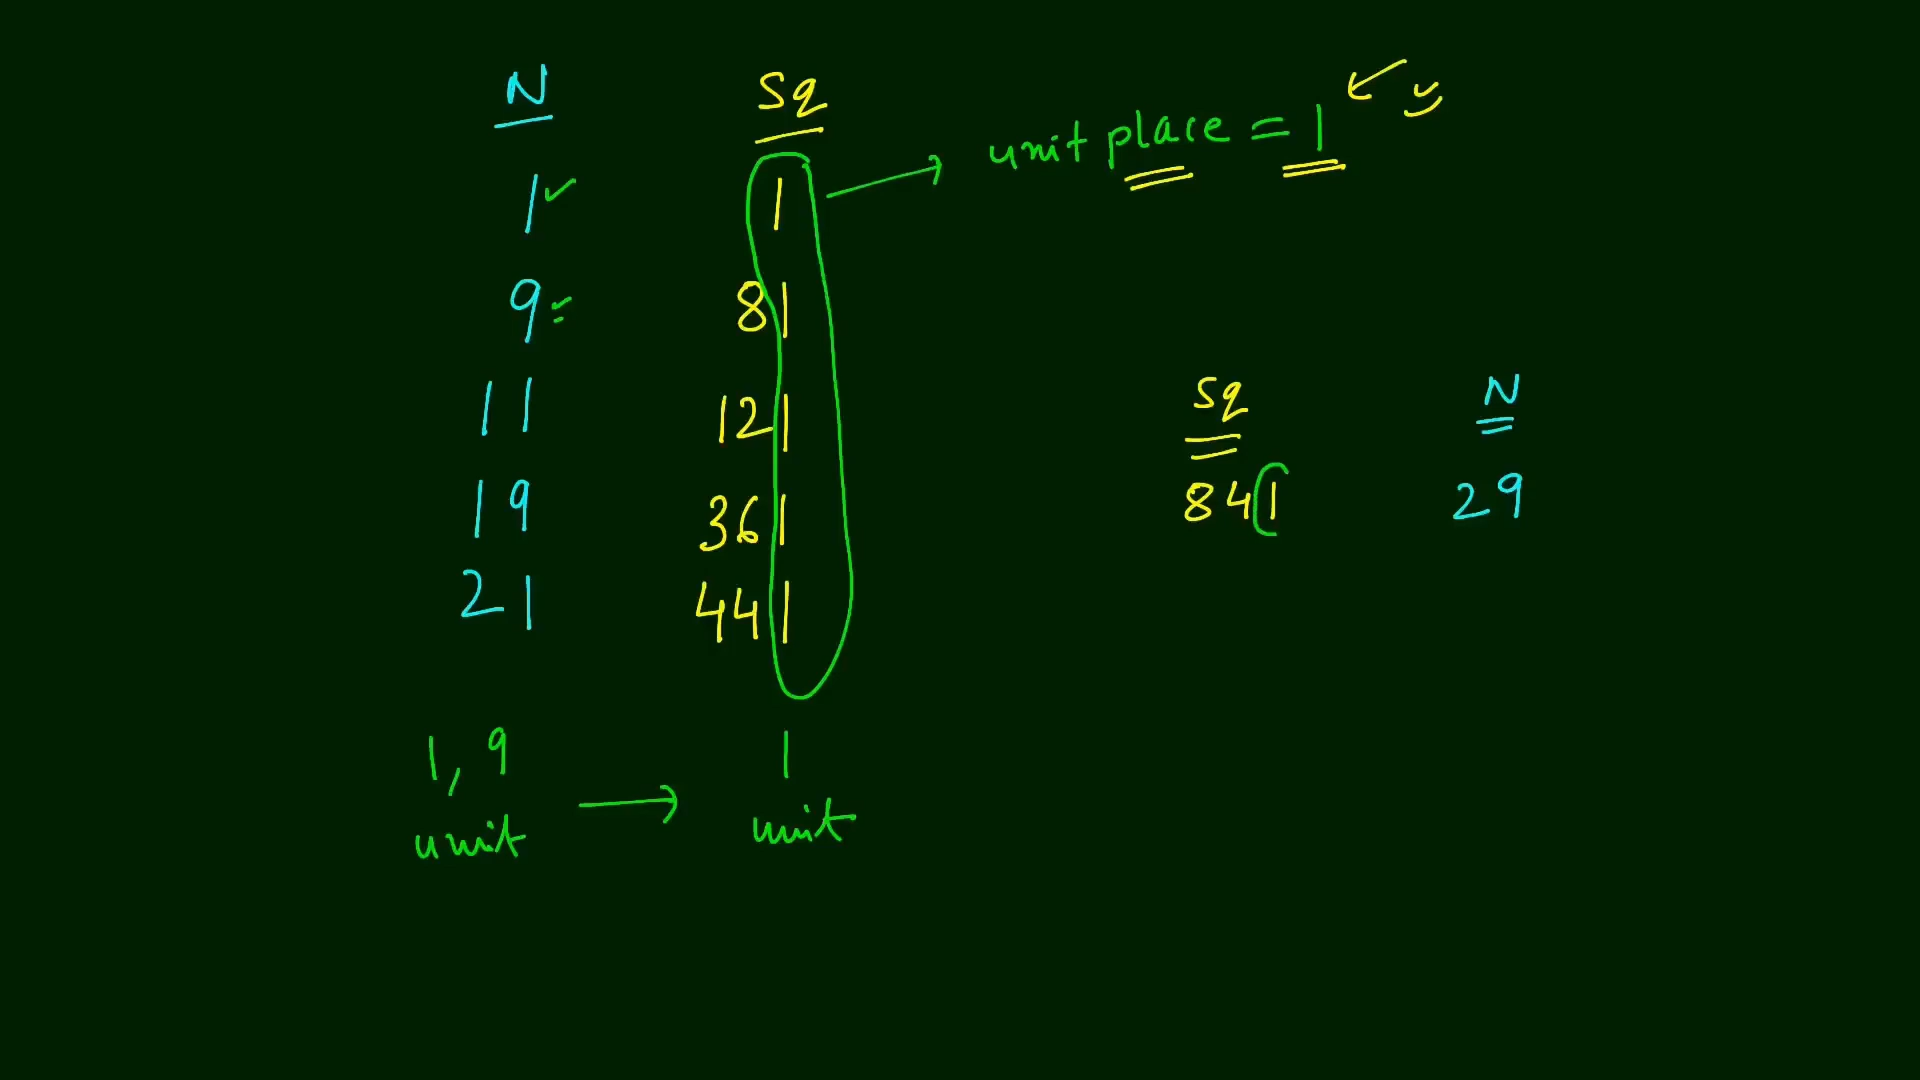 N Sq
unit place = 1
1 1
9 81
11 121
19 361
21 441
Sq N
841 29
1, 9 → 1
unit unit